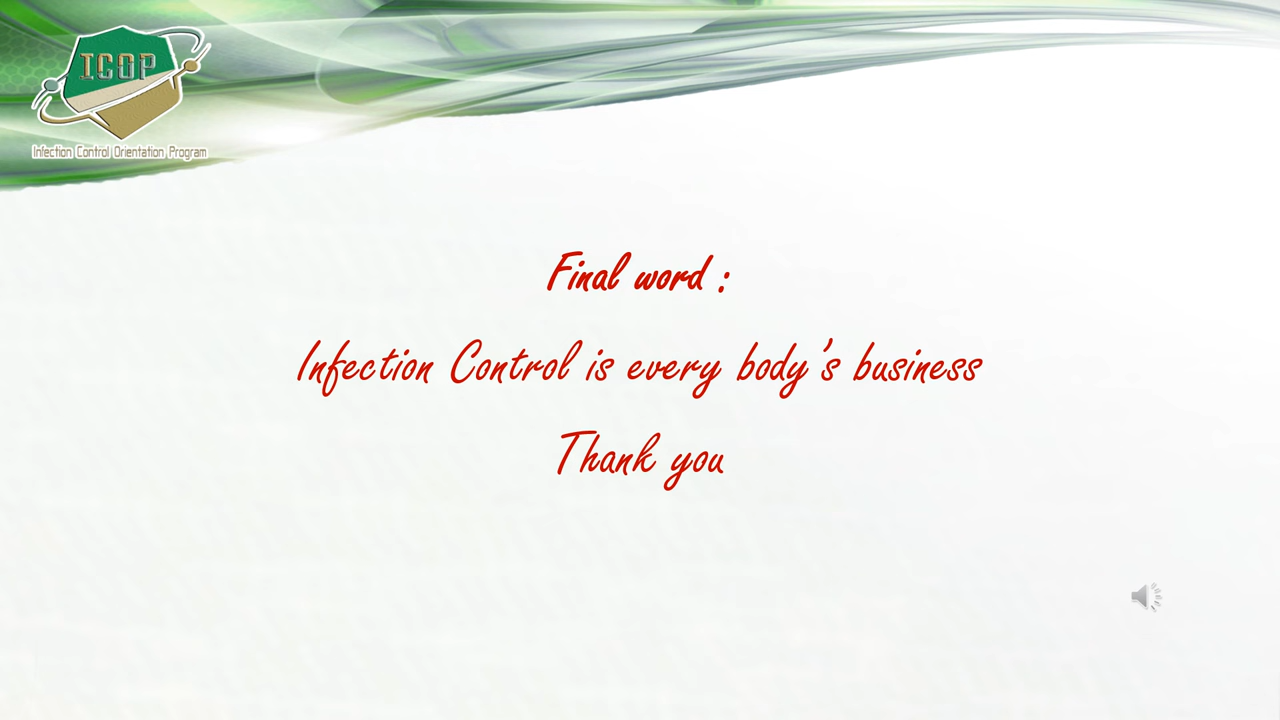 ICOP
Infection Control Orientation Program
Final word :
Infection Control is every body’s business
Thank you